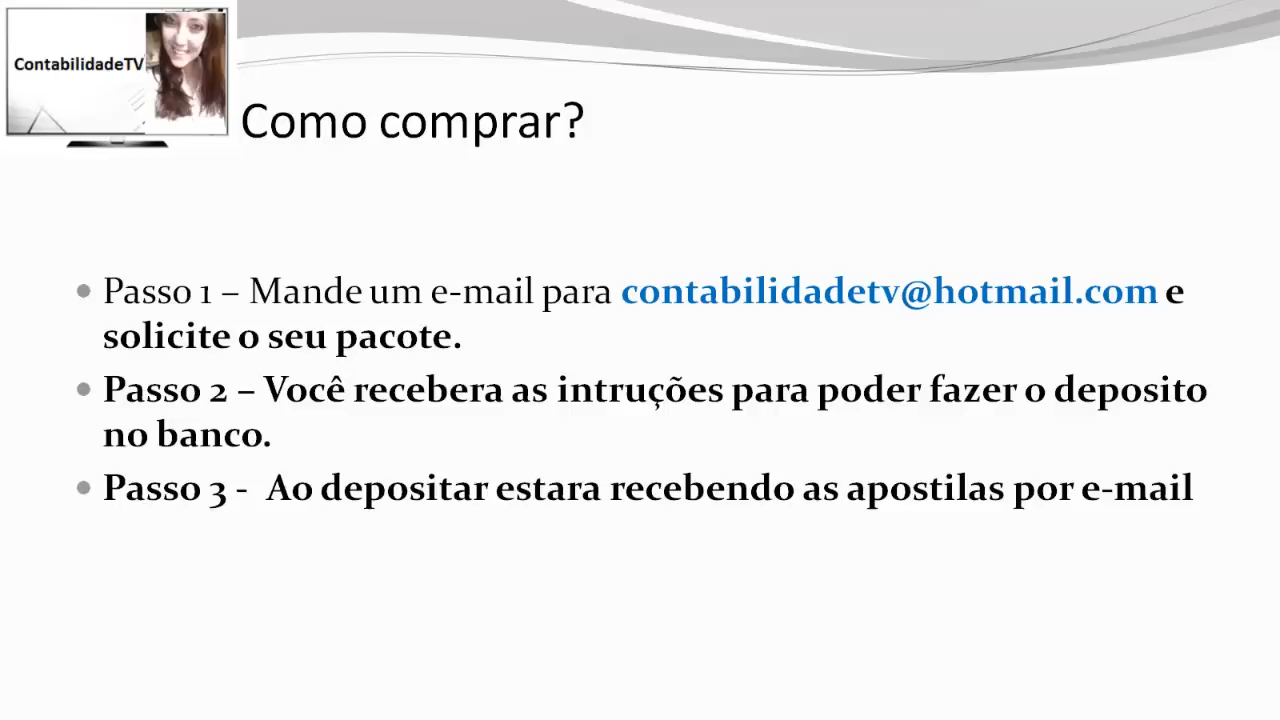 ContabilidadeTV
Como comprar?
• Passo 1 – Mande um e-mail para contabilidadetv@hotmail.com e
solicite o seu pacote.
• Passo 2 – Você recebera as intruções para poder fazer o deposito
no banco.
• Passo 3 - Ao depositar estara recebendo as apostilas por e-mail